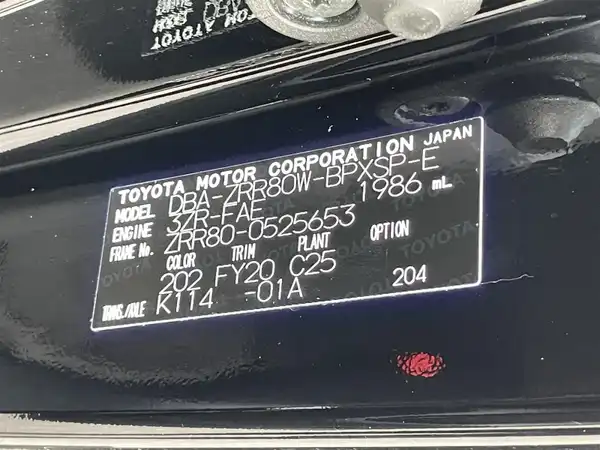 TOYOTA MOTOR CORPORATION JAPAN
MODEL DBA-ZRR80W-BPXSP-E
ENGINE 3ZR-FAE 1986 mL
FRAME No. ZRR80-0525653
COLOR TRIM PLANT OPTION
202 FY20 C25
TRANS./AXLE K114 -01A 204